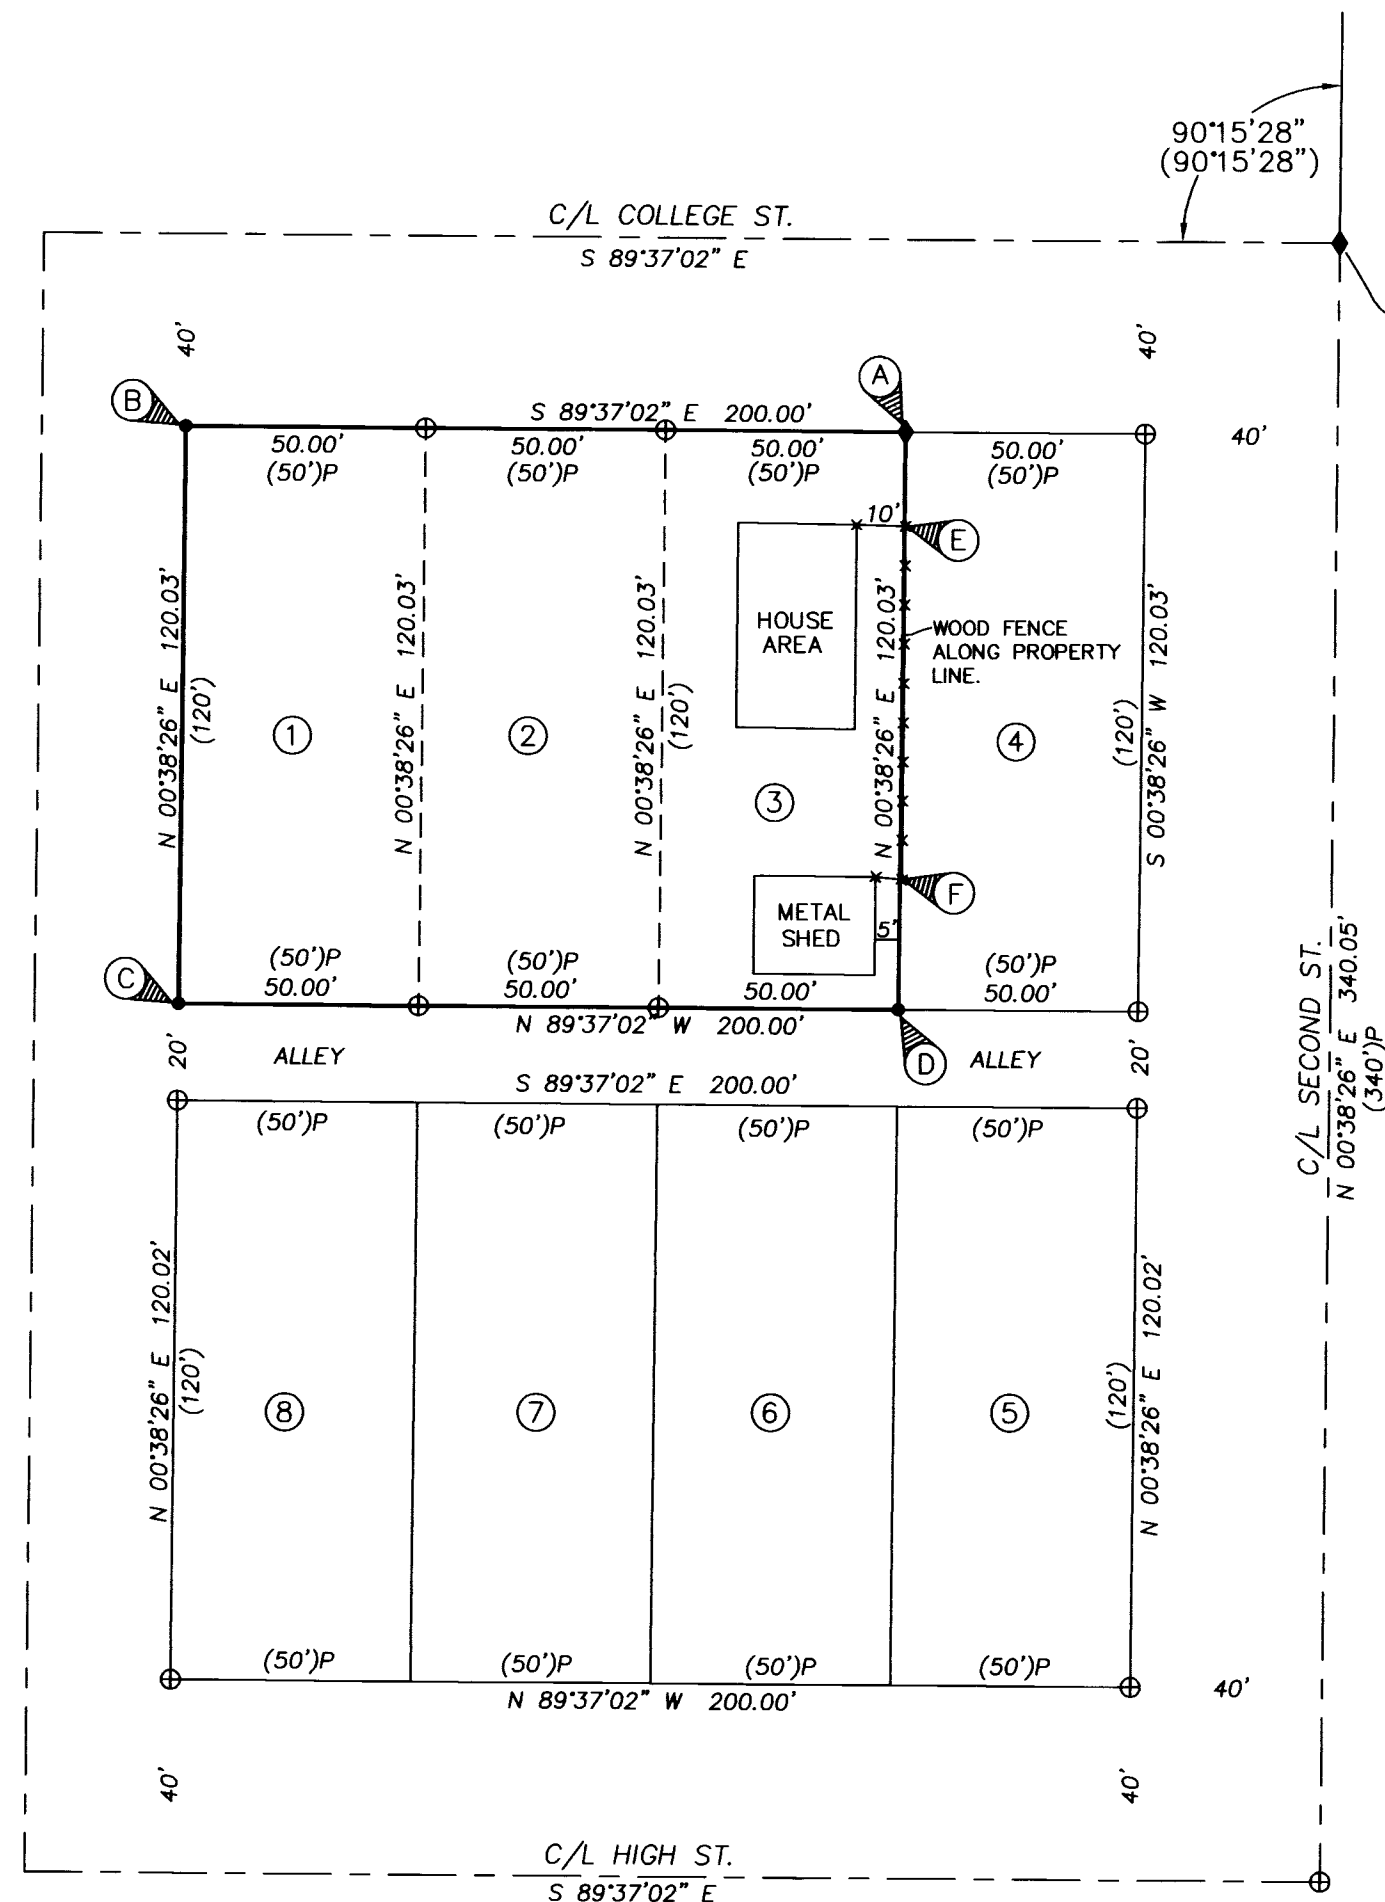 90°15'28"
(90°15'28")
C/L COLLEGE ST.
S 89°37'02" E
40'
40'
A
B
S 89°37'02" E 200.00'
40'
50.00'
50.00'
50.00'
50.00'
(50')P
(50')P
(50')P
(50')P
10'
E
HOUSE
AREA
WOOD FENCE
ALONG PROPERTY
LINE.
N 00°38'26" E 120.03'
(120')
N 00°38'26" E 120.03'
N 00°38'26" E 120.03'
(120')
N 00°38'26" E 120.03'
S 00°38'26" W 120.03'
(120')
1
2
3
4
F
METAL
SHED
5'
C
(50')P
(50')P
(50')P
50.00'
50.00'
50.00'
50.00'
N 89°37'02" W 200.00'
20'
ALLEY
D
ALLEY
20'
S 89°37'02" E 200.00'
(50')P
(50')P
(50')P
(50')P
C/L SECOND ST.
N 00°38'26" E 340.05'
(340')P
N 00°38'26" E 120.02'
(120')
N 00°38'26" E 120.02'
(120')
8
7
6
5
(50')P
(50')P
(50')P
(50')P
N 89°37'02" W 200.00'
40'
40'
40'
C/L HIGH ST.
S 89°37'02" E